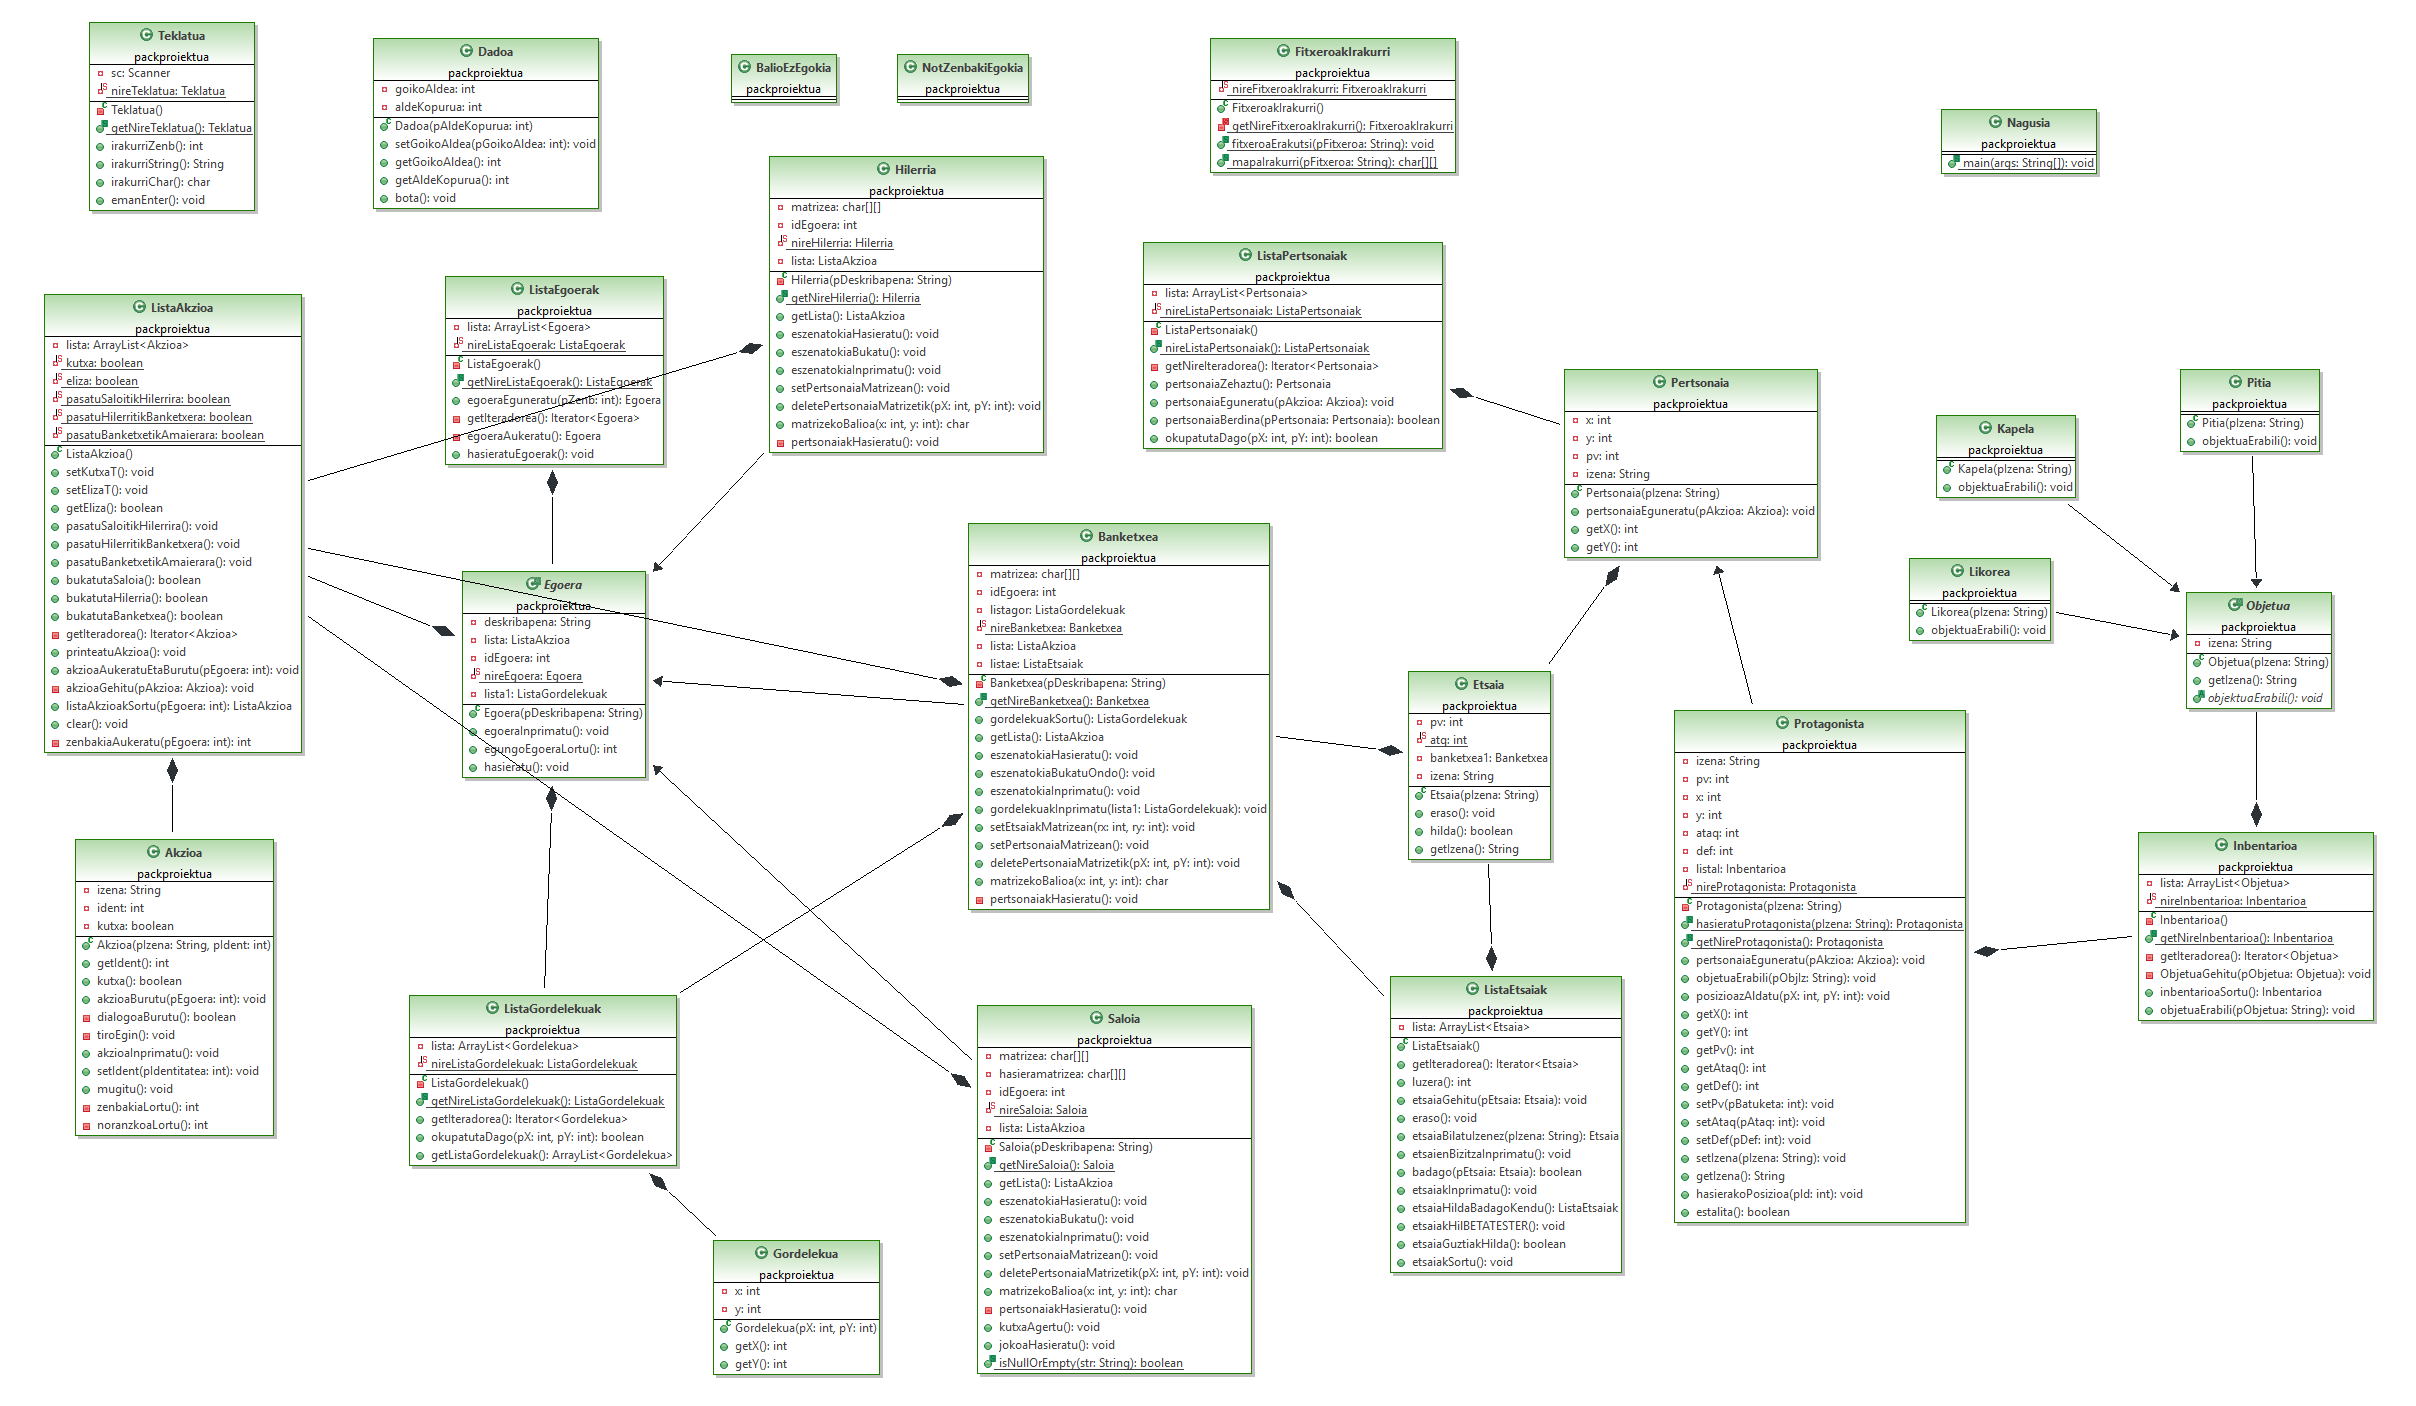 Teklatua
packproiektua
sc: Scanner
nireTeklatua: Teklatua
Teklatua()
getNireTeklatua(): Teklatua
irakurriZenb(): int
irakurriString(): String
irakurriChar(): char
emanEnter(): void
Dadoa
packproiektua
goikoAldea: int
aldeKopurua: int
Dadoa(pAldeKopurua: int)
setGoikoAldea(pGoikoAldea: int): void
getGoikoAldea(): int
getAldeKopurua(): int
bota(): void
BalioEzEgokia
packproiektua
NotZenbakiEgokia
packproiektua
FitxeroakIrakurri
packproiektua
nireFitxeroakIrakurri: FitxeroakIrakurri
FitxeroakIrakurri()
getNireFitxeroakIrakurri(): FitxeroakIrakurri
fitxeroaErakutsi(pFitxeroa: String): void
mapaIrakurri(pFitxeroa: String): char[][]
Nagusia
packproiektua
main(args: String[]): void
Hilerria
packproiektua
matrizea: char[][]
idEgoera: int
nireHilerria: Hilerria
lista: ListaAkzioa
Hilerria(pDeskribapena: String)
getNireHilerria(): Hilerria
getLista(): ListaAkzioa
eszenatokiaHasieratu(): void
eszenatokiaBukatu(): void
eszenatokiaInprimatu(): void
setPertsonaiaMatrizean(): void
deletePertsonaiaMatrizetik(pX: int, pY: int): void
matrizekoBalioa(x: int, y: int): char
pertsonaiakHasieratu(): void
ListaPertsonaiak
packproiektua
lista: ArrayList<Pertsonaia>
nireListaPertsonaiak: ListaPertsonaiak
ListaPertsonaiak()
nireListaPertsonaiak(): ListaPertsonaiak
getNireIteradorea(): Iterator<Pertsonaia>
pertsonaiaZehaztu(): Pertsonaia
pertsonaiaEguneratu(pAkzioa: Akzioa): void
pertsonaiaBerdina(pPertsonaia: Pertsonaia): boolean
okupatutaDago(pX: int, pY: int): boolean
ListaAkzioa
packproiektua
lista: ArrayList<Akzioa>
kutxa: boolean
eliza: boolean
pasatuSaloitikHilerrira: boolean
pasatuHilerritikBanketxera: boolean
pasatuBanketxetikAmaierara: boolean
ListaAkzioa()
setKutxaT(): void
setElizaT(): void
getEliza(): boolean
pasatuSaloitikHilerrira(): void
pasatuHilerritikBanketxera(): void
pasatuBanketxetikAmaierara(): void
bukatutaSaloia(): boolean
bukatutaHilerria(): boolean
bukatutaBanketxea(): boolean
getIteradorea(): Iterator<Akzioa>
printeatuAkzioa(): void
akzioaAukeratuEtaBurutu(pEgoera: int): void
akzioaGehitu(pAkzioa: Akzioa): void
listaAkzioakSortu(pEgoera: int): ListaAkzioa
clear(): void
zenbakiaAukeratu(pEgoera: int): int
ListaEgoerak
packproiektua
lista: ArrayList<Egoera>
nireListaEgoerak: ListaEgoerak
ListaEgoerak()
getNireListaEgoerak(): ListaEgoerak
egoeraEguneratu(pZenb: int): Egoera
getIteradorea(): Iterator<Egoera>
egoeraAukeratu(): Egoera
hasieratuEgoerak(): void
Pertsonaia
packproiektua
x: int
y: int
pv: int
izena: String
Pertsonaia(pIzena: String)
pertsonaiaEguneratu(pAkzioa: Akzioa): void
getX(): int
getY(): int
Kapela
packproiektua
Kapela(pIzena: String)
objektuaErabili(): void
Pitia
packproiektua
Pitia(pIzena: String)
objektuaErabili(): void
Likorea
packproiektua
Likorea(pIzena: String)
objektuaErabili(): void
Objetua
packproiektua
izena: String
Objetua(pIzena: String)
getIzena(): String
objektuaErabili(): void
Egoera
packproiektua
deskribapena: String
lista: ListaAkzioa
idEgoera: int
nireEgoera: Egoera
lista1: ListaGordelekuak
Egoera(pDeskribapena: String)
egoeraInprimatu(): void
egungoEgoeraLortu(): int
hasieratu(): void
Banketxea
packproiektua
matrizea: char[][]
idEgoera: int
listagor: ListaGordelekuak
nireBanketxea: Banketxea
lista: ListaAkzioa
listae: ListaEtsaiak
Banketxea(pDeskribapena: String)
getNireBanketxea(): Banketxea
gordelekuakSortu(): ListaGordelekuak
getLista(): ListaAkzioa
eszenatokiaHasieratu(): void
eszenatokiaBukatuOndo(): void
eszenatokiaInprimatu(): void
gordelekuakInprimatu(lista1: ListaGordelekuak): void
setEtsaiakMatrizean(rx: int, ry: int): void
setPertsonaiaMatrizean(): void
deletePertsonaiaMatrizetik(pX: int, pY: int): void
matrizekoBalioa(x: int, y: int): char
pertsonaiakHasieratu(): void
Etsaia
packproiektua
pv: int
atq: int
banketxea1: Banketxea
izena: String
Etsaia(pIzena: String)
eraso(): void
hilda(): boolean
getIzena(): String
Protagonista
packproiektua
izena: String
pv: int
x: int
y: int
ataq: int
def: int
listaI: Inbentarioa
nireProtagonista: Protagonista
Protagonista(pIzena: String)
hasieratuProtagonista(pIzena: String): Protagonista
getNireProtagonista(): Protagonista
pertsonaiaEguneratu(pAkzioa: Akzioa): void
objetuaErabili(pObjIz: String): void
posizioazAldatu(pX: int, pY: int): void
getX(): int
getY(): int
getPv(): int
getAtaq(): int
getDef(): int
setPv(pBatuketa: int): void
setAtaq(pAtaq: int): void
setDef(pDef: int): void
setIzena(pIzena: String): void
getIzena(): String
hasierakoPosizioa(pId: int): void
estalita(): boolean
Inbentarioa
packproiektua
lista: ArrayList<Objetua>
nireInbentarioa: Inbentarioa
Inbentarioa()
getNireInbentarioa(): Inbentarioa
getIteradorea(): Iterator<Objetua>
ObjetuaGehitu(pObjetua: Objetua): void
inbentarioaSortu(): Inbentarioa
objetuaErabili(pObjetua: String): void
Akzioa
packproiektua
izena: String
ident: int
kutxa: boolean
Akzioa(pIzena: String, pIdent: int)
getIdent(): int
kutxa(): boolean
akzioaBurutu(pEgoera: int): void
dialogoaBurutu(): boolean
tiroEgin(): void
akzioaInprimatu(): void
setIdent(pIdentitatea: int): void
mugitu(): void
zenbakiaLortu(): int
noranzkoaLortu(): int
ListaGordelekuak
packproiektua
lista: ArrayList<Gordelekua>
nireListaGordelekuak: ListaGordelekuak
ListaGordelekuak()
getNireListaGordelekuak(): ListaGordelekuak
getIteradorea(): Iterator<Gordelekua>
okupatutaDago(pX: int, pY: int): boolean
getListaGordelekuak(): ArrayList<Gordelekua>
Saloia
packproiektua
matrizea: char[][]
hasieramatrizea: char[][]
idEgoera: int
nireSaloia: Saloia
lista: ListaAkzioa
Saloia(pDeskribapena: String)
getNireSaloia(): Saloia
getLista(): ListaAkzioa
eszenatokiaHasieratu(): void
eszenatokiaBukatu(): void
eszenatokiaInprimatu(): void
setPertsonaiaMatrizean(): void
deletePertsonaiaMatrizetik(pX: int, pY: int): void
matrizekoBalioa(x: int, y: int): char
pertsonaiakHasieratu(): void
kutxaAgertu(): void
jokoaHasieratu(): void
isNullOrEmpty(str: String): boolean
ListaEtsaiak
packproiektua
lista: ArrayList<Etsaia>
ListaEtsaiak()
getIteradorea(): Iterator<Etsaia>
luzera(): int
etsaiaGehitu(pEtsaia: Etsaia): void
eraso(): void
etsaiaBilatuIzenez(pIzena: String): Etsaia
etsaienBizitzaInprimatu(): void
badago(pEtsaia: Etsaia): boolean
etsaiakInprimatu(): void
etsaiaHildaBadagoKendu(): ListaEtsaiak
etsaiakHilBETATESTER(): void
etsaiaGuztiakHilda(): boolean
etsaiakSortu(): void
Gordelekua
packproiektua
x: int
y: int
Gordelekua(pX: int, pY: int)
getX(): int
getY(): int